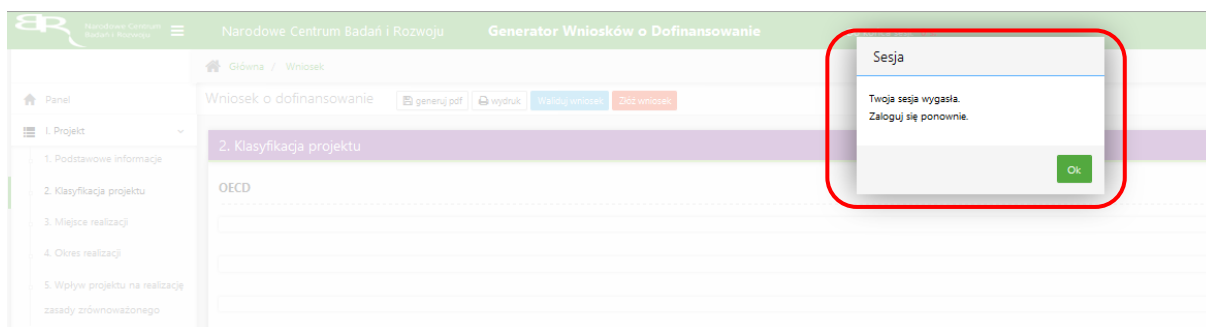 Narodowe Centrum
Badań i Rozwoju
Narodowe Centrum Badań i Rozwoju
Generator Wniosków o Dofinansowanie
Sesja
Twoja sesja wygasła.
Zaloguj się ponownie.
Ok
Główna / Wniosek
Wniosek o dofinansowanie
generuj pdf
wydruk
Waliduj wniosek
Złóż wniosek
Panel
I. Projekt
1. Podstawowe informacje
2. Klasyfikacja projektu
3. Miejsce realizacji
4. Okres realizacji
5. Wpływ projektu na realizację
zasady zrównoważonego
2. Klasyfikacja projektu
OECD